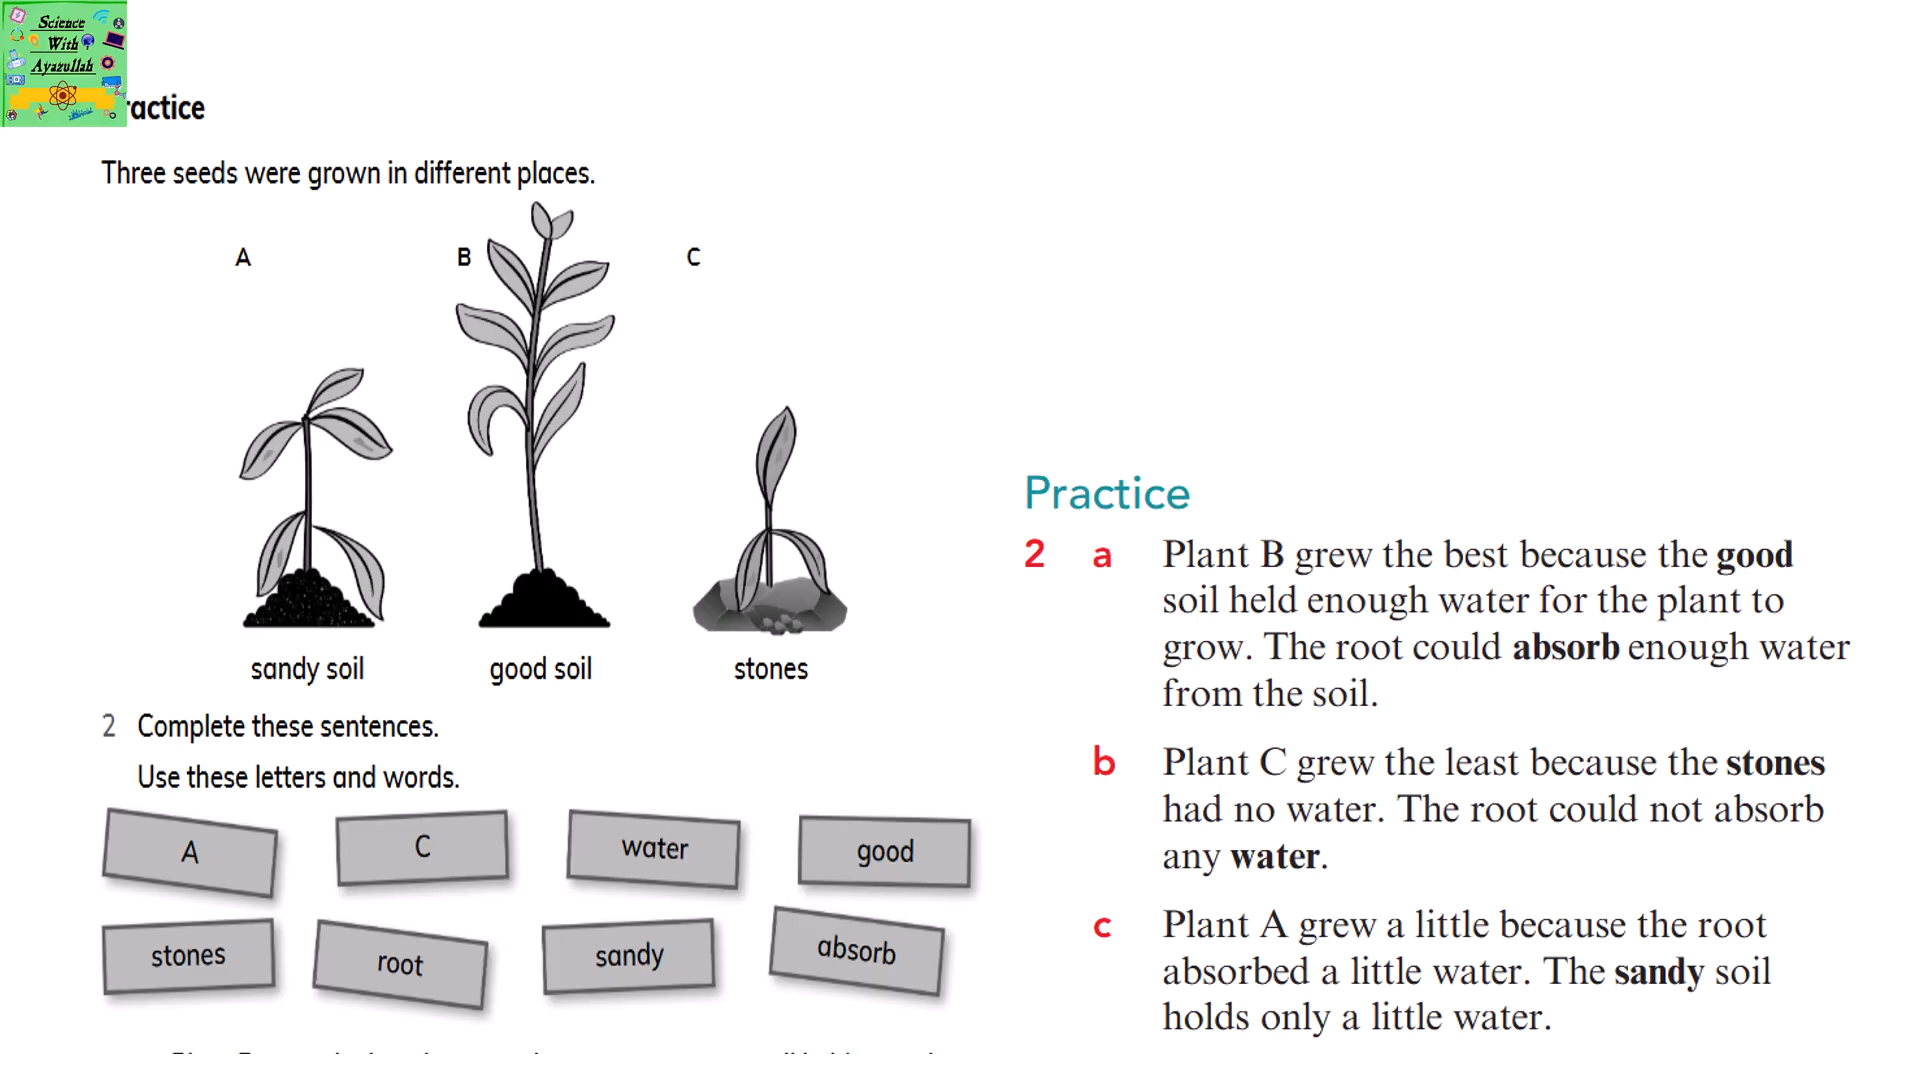 Science
With
Ayazullah
ractice
Three seeds were grown in different places.
A
B
C
sandy soil
good soil
stones
2 Complete these sentences.
Use these letters and words.
A
C
water
good
stones
root
sandy
absorb
Practice
2 a Plant B grew the best because the good
soil held enough water for the plant to
grow. The root could absorb enough water
from the soil.
b Plant C grew the least because the stones
had no water. The root could not absorb
any water.
c Plant A grew a little because the root
absorbed a little water. The sandy soil
holds only a little water.